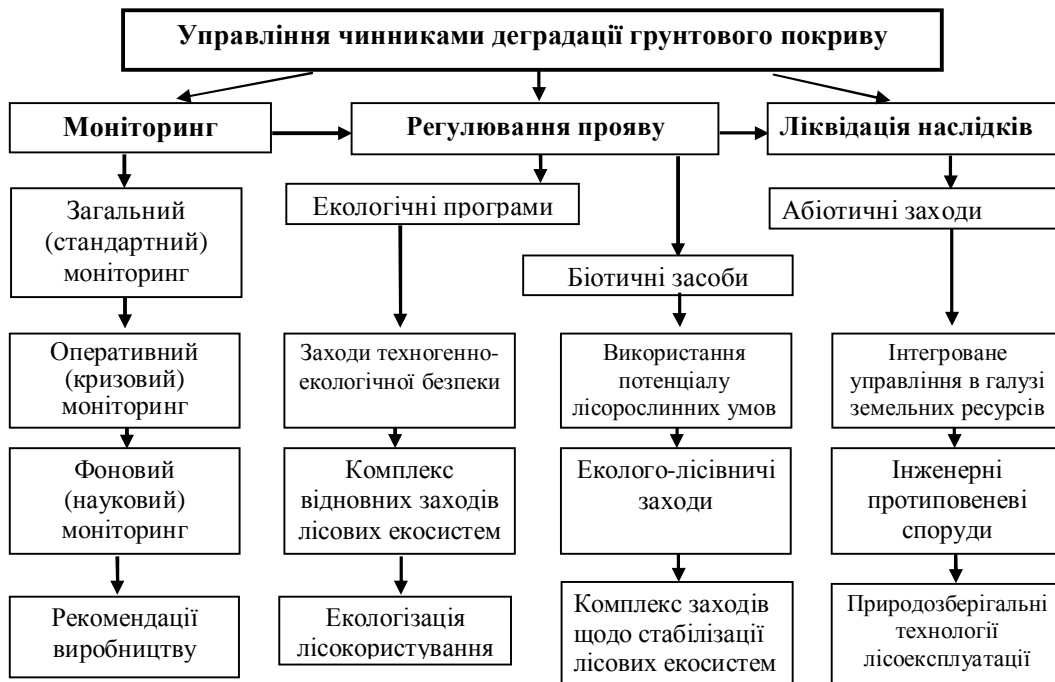 Управління чинниками деградації грунтового покриву
Моніторинг
Регулювання прояву
Ліквідація наслідків
Загальний
(стандартний)
моніторинг
Екологічні програми
Абіотичні заходи
Біотичні засоби
Оперативний
(кризовий)
моніторинг
Заходи техногенно-
екологічної безпеки
Використання
потенціалу
лісорослинних умов
Інтегроване
управління в галузі
земельних ресурсів
Фоновий
(науковий)
моніторинг
Комплекс
відновних заходів
лісових екосистем
Еколого-лісівничі
заходи
Інженерні
протиповеневі
споруди
Рекомендації
виробництву
Екологізація
лісокористування
Комплекс заходів
щодо стабілізації
лісових екосистем
Природозберігальні
технології
лісоексплуатації